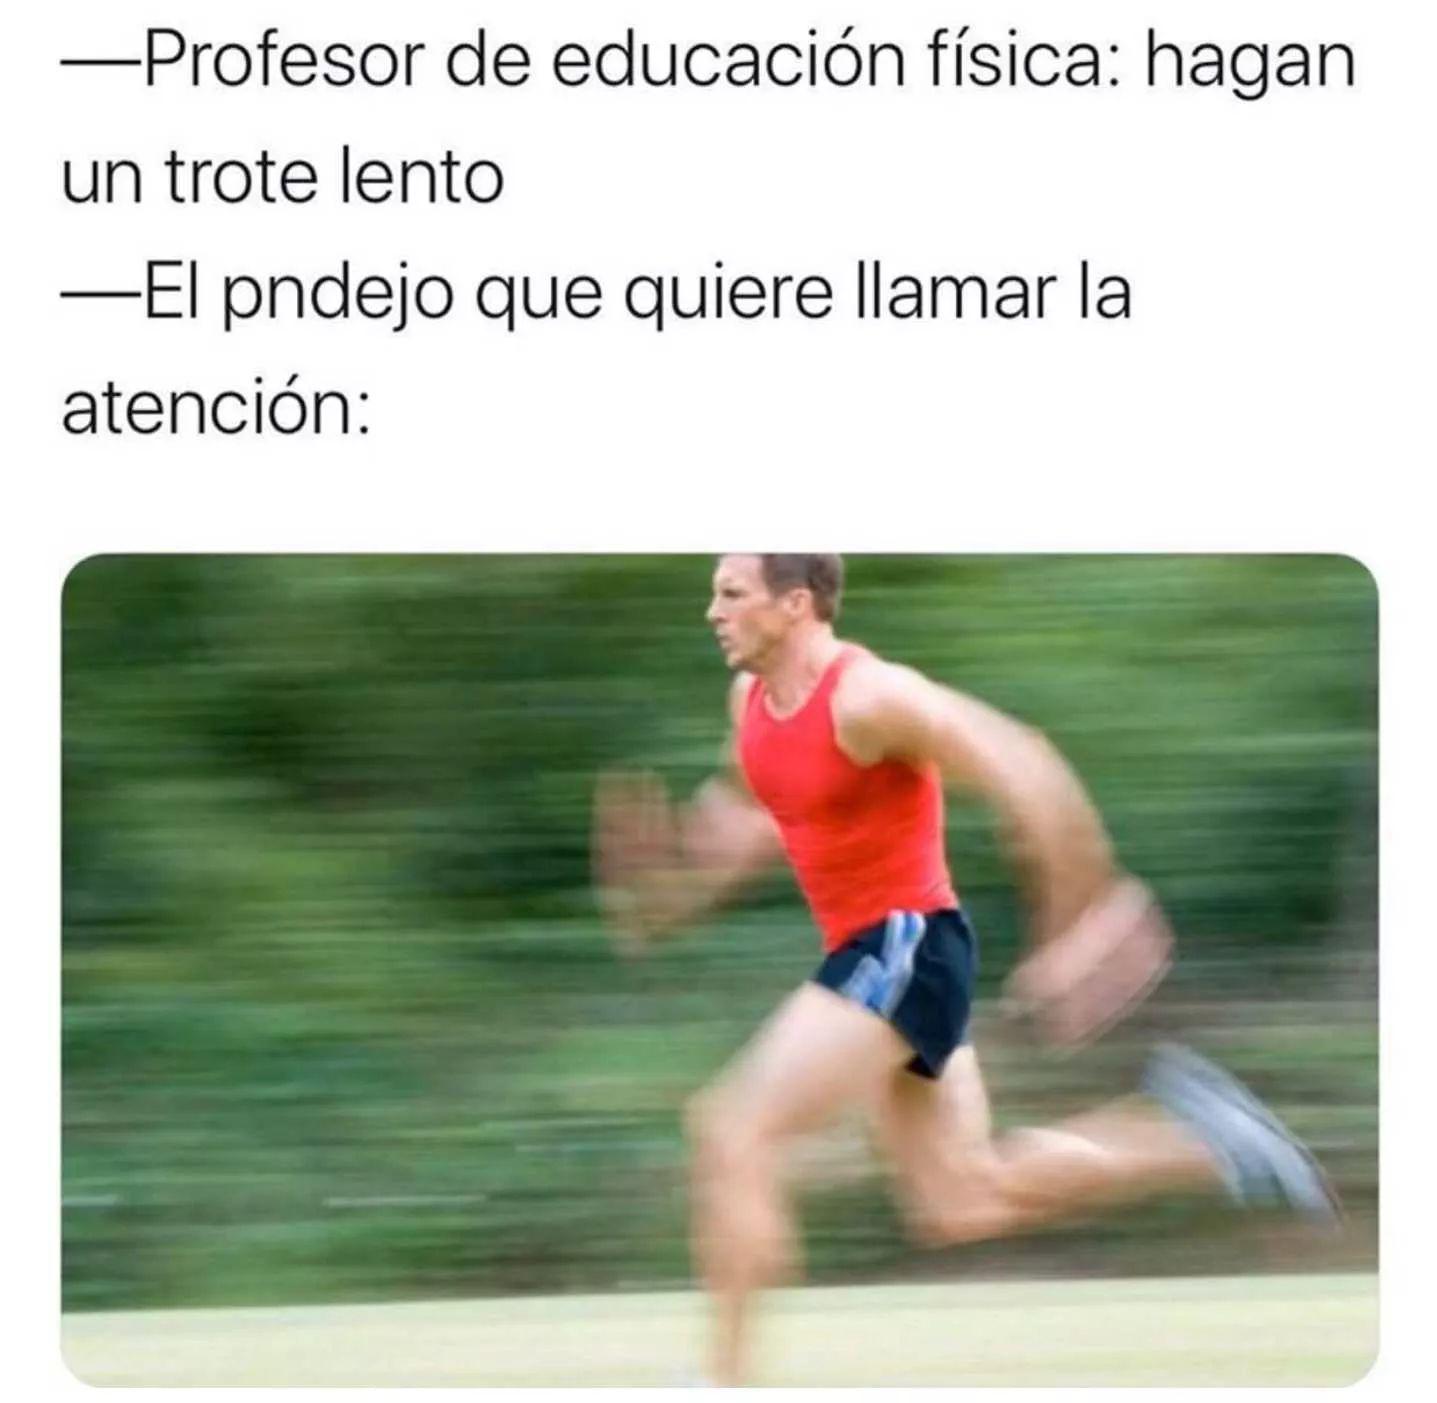 —Profesor de educación física: hagan
un trote lento
—El pndejo que quiere llamar la
atención: